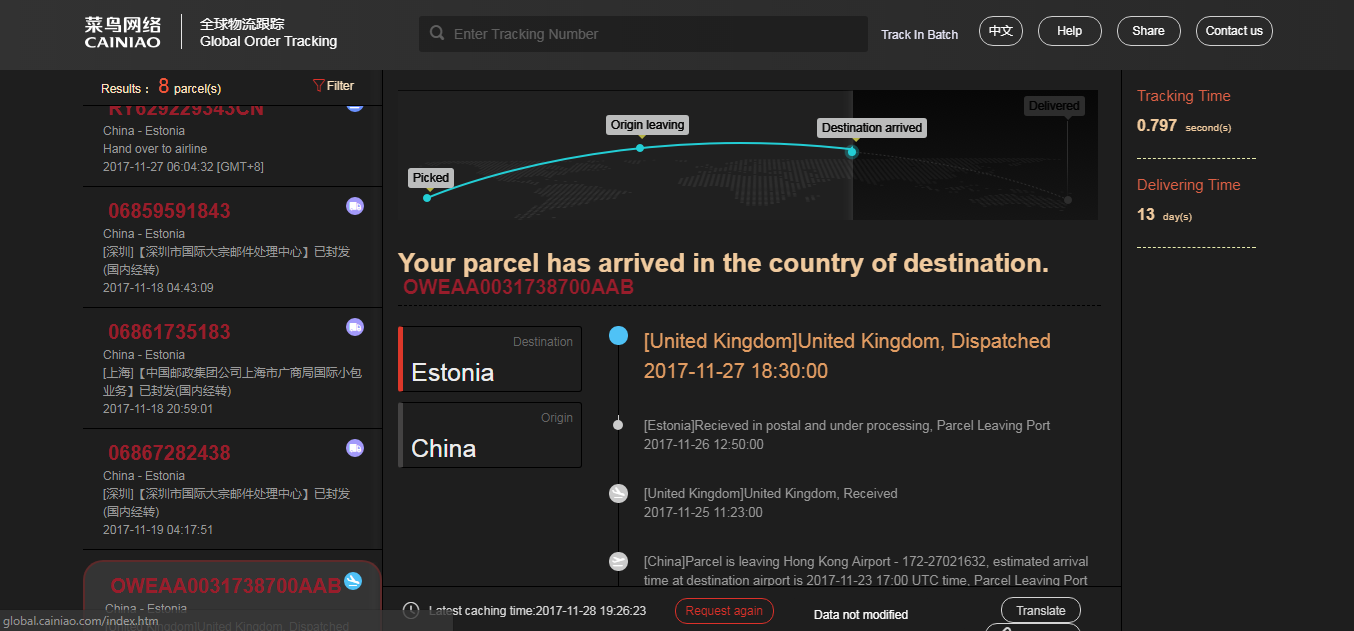 菜鸟网络
CAINIAO
全球物流跟踪
Global Order Tracking
Enter Tracking Number
Track In Batch
中文
Help
Share
Contact us
Results： 8 parcel(s)
Filter
RY629229343CN
China - Estonia
Hand over to airline
2017-11-27 06:04:32 [GMT+8]
06859591843
China - Estonia
[深圳]【深圳市国际大宗邮件处理中心】已封发
(国内经转)
2017-11-18 04:43:09
06861735183
China - Estonia
[上海]【中国邮政集团公司上海市广商局国际小包
业务】已封发(国内经转)
2017-11-18 20:59:01
06867282438
China - Estonia
[深圳]【深圳市国际大宗邮件处理中心】已封发
(国内经转)
2017-11-19 04:17:51
OWEAA0031738700AAB
China - Estonia
[United Kingdom]United Kingdom, Dispatched
global.cainiao.com/index.htm
Picked
Origin leaving
Destination arrived
Delivered
Your parcel has arrived in the country of destination.
OWEAA0031738700AAB
Destination
Estonia
Origin
China
[United Kingdom]United Kingdom, Dispatched
2017-11-27 18:30:00
[Estonia]Recieved in postal and under processing, Parcel Leaving Port
2017-11-26 12:50:00
[United Kingdom]United Kingdom, Received
2017-11-25 11:23:00
[China]Parcel is leaving Hong Kong Airport - 172-27021632, estimated arrival
time at destination airport is 2017-11-23 17:00 UTC time, Parcel Leaving Port
Latest caching time:2017-11-28 19:26:23
Request again
Data not modified
Translate
Tracking Time
0.797 second(s)
Delivering Time
13 day(s)